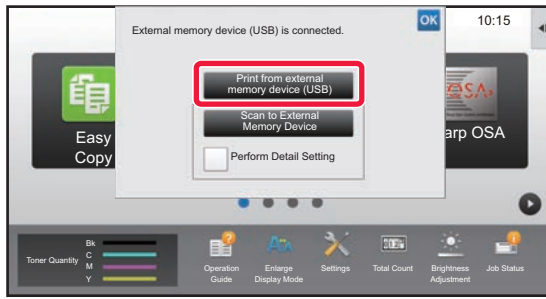 External memory device (USB) is connected.
OK
10:15
Print from external
memory device (USB)
Scan to External
Memory Device
Perform Detail Setting
Easy
Copy
OSA
arp OSA
Toner Quantity
Bk
C
M
Y
Operation
Guide
Enlarge
Display Mode
Settings
Total Count
Brightness
Adjustment
Job Status